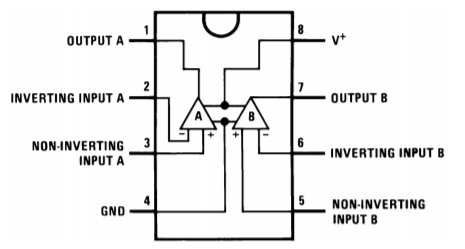 1
OUTPUT A
8
V+
2
INVERTING INPUT A
7
OUTPUT B
A
B
- +
+ -
3
NON-INVERTING
INPUT A
6
INVERTING INPUT B
4
GND
5
NON-INVERTING
INPUT B